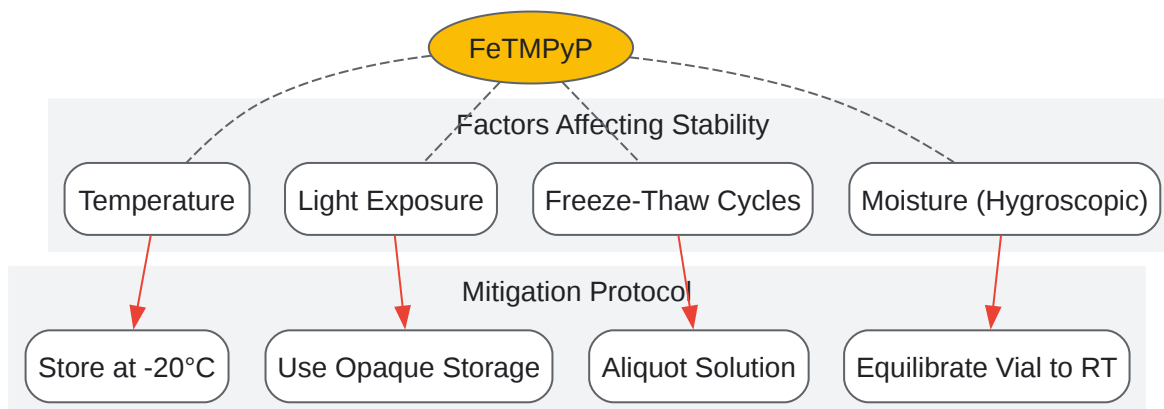 FeTMPyP
Factors Affecting Stability
Temperature
Light Exposure
Freeze-Thaw Cycles
Moisture (Hygroscopic)
Mitigation Protocol
Store at -20°C
Use Opaque Storage
Aliquot Solution
Equilibrate Vial to RT